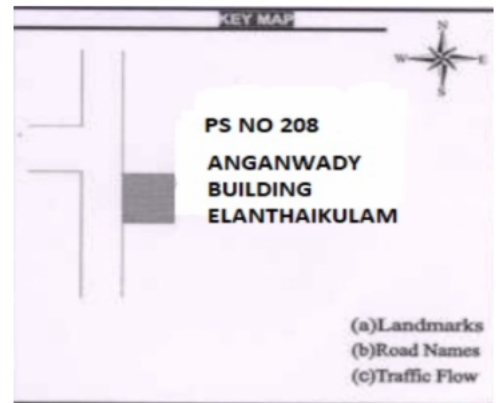 KEY MAP
N
W E
S
PS NO 208
ANGANWADY
BUILDING
ELANTHAIKULAM
(a)Landmarks
(b)Road Names
(c)Traffic Flow